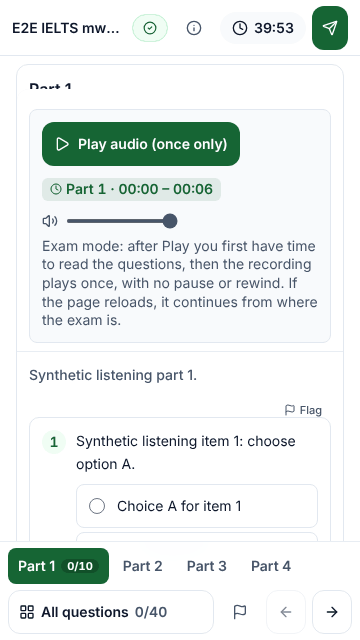 E2E IELTS mw...
39:53
Part 1
Play audio (once only)
Part 1 · 00:00 – 00:06
Exam mode: after Play you first have time
to read the questions, then the recording
plays once, with no pause or rewind. If
the page reloads, it continues from where
the exam is.
Synthetic listening part 1.
Flag
1 Synthetic listening item 1: choose
option A.
Choice A for item 1
Part 1 0/10 Part 2 Part 3 Part 4
All questions 0/40